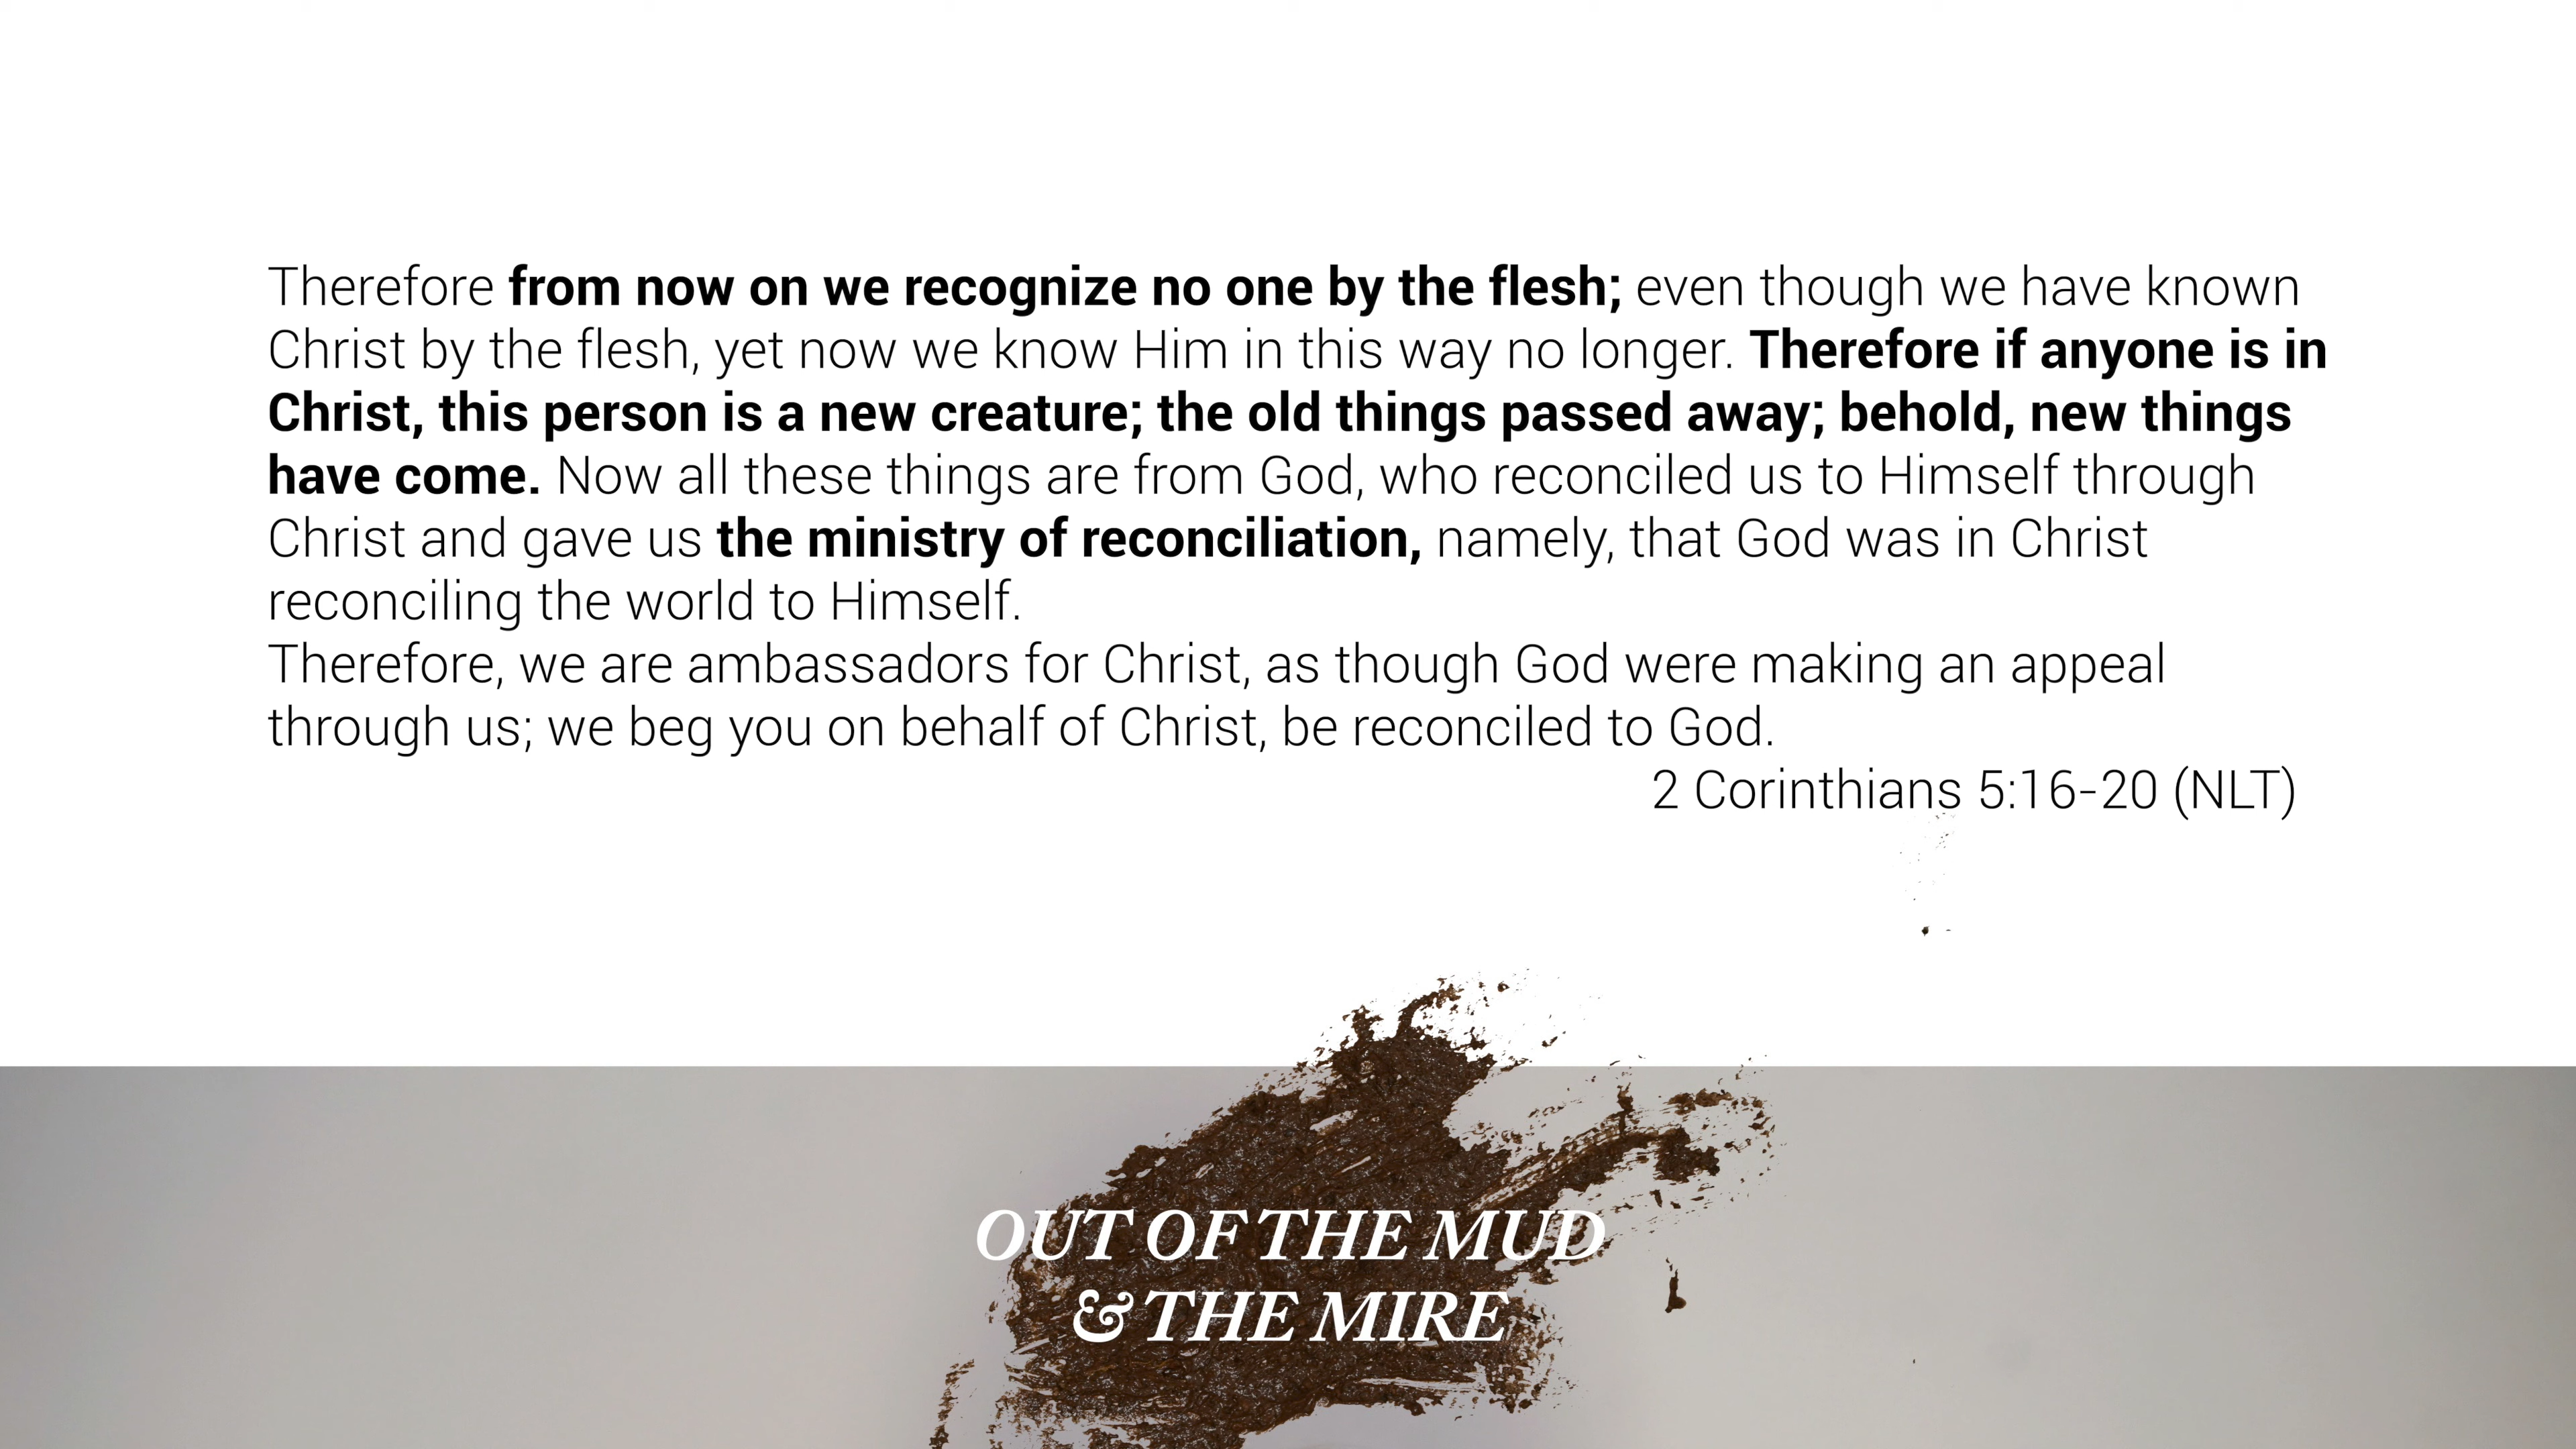 Therefore from now on we recognize no one by the flesh; even though we have known
Christ by the flesh, yet now we know Him in this way no longer. Therefore if anyone is in
Christ, this person is a new creature; the old things passed away; behold, new things
have come. Now all these things are from God, who reconciled us to Himself through
Christ and gave us the ministry of reconciliation, namely, that God was in Christ
reconciling the world to Himself.
Therefore, we are ambassadors for Christ, as though God were making an appeal
through us; we beg you on behalf of Christ, be reconciled to God.
2 Corinthians 5:16-20 (NLT)
OUT OF THE MUD
& THE MIRE